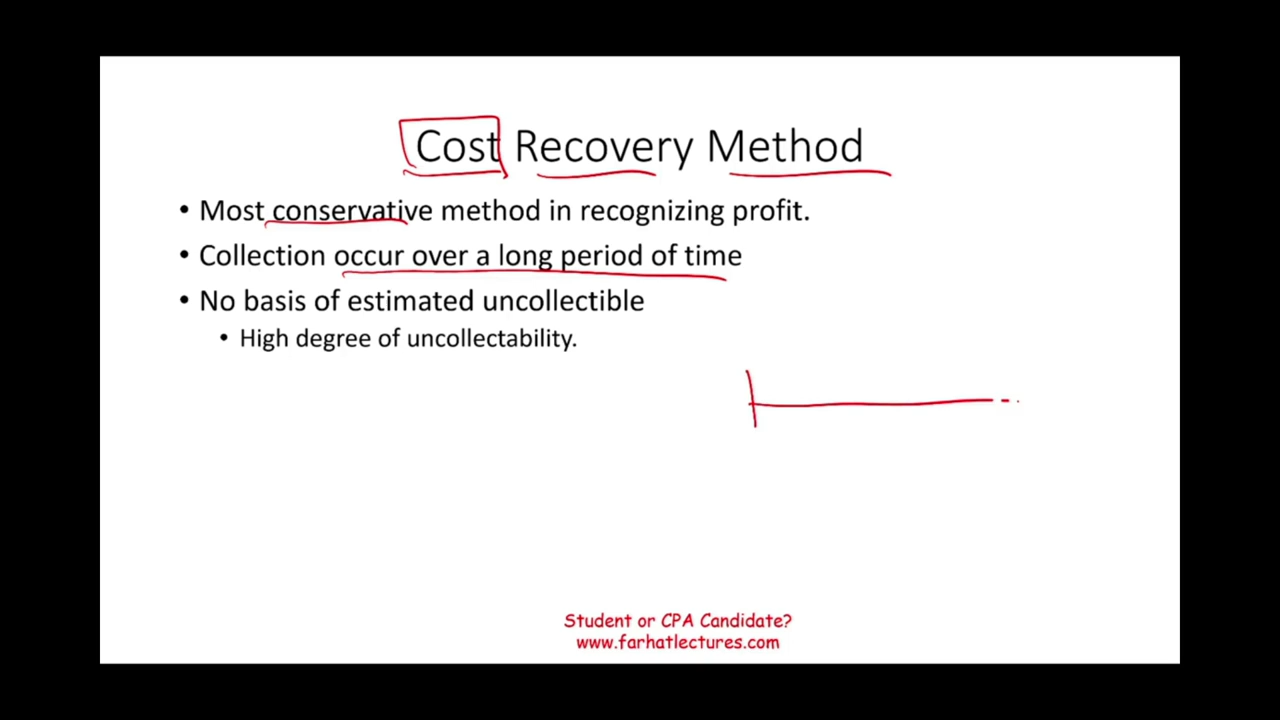 Cost Recovery Method
• Most conservative method in recognizing profit.
• Collection occur over a long period of time
• No basis of estimated uncollectible
• High degree of uncollectability.
Student or CPA Candidate?
www.farhatlectures.com